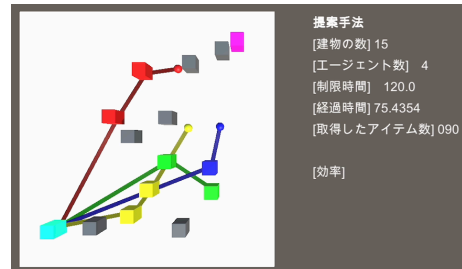 提案手法
[建物の数] 15
[エージェント数] 4
[制限時間] 120.0
[経過時間] 75.4354
[取得したアイテム数] 090
[効率]